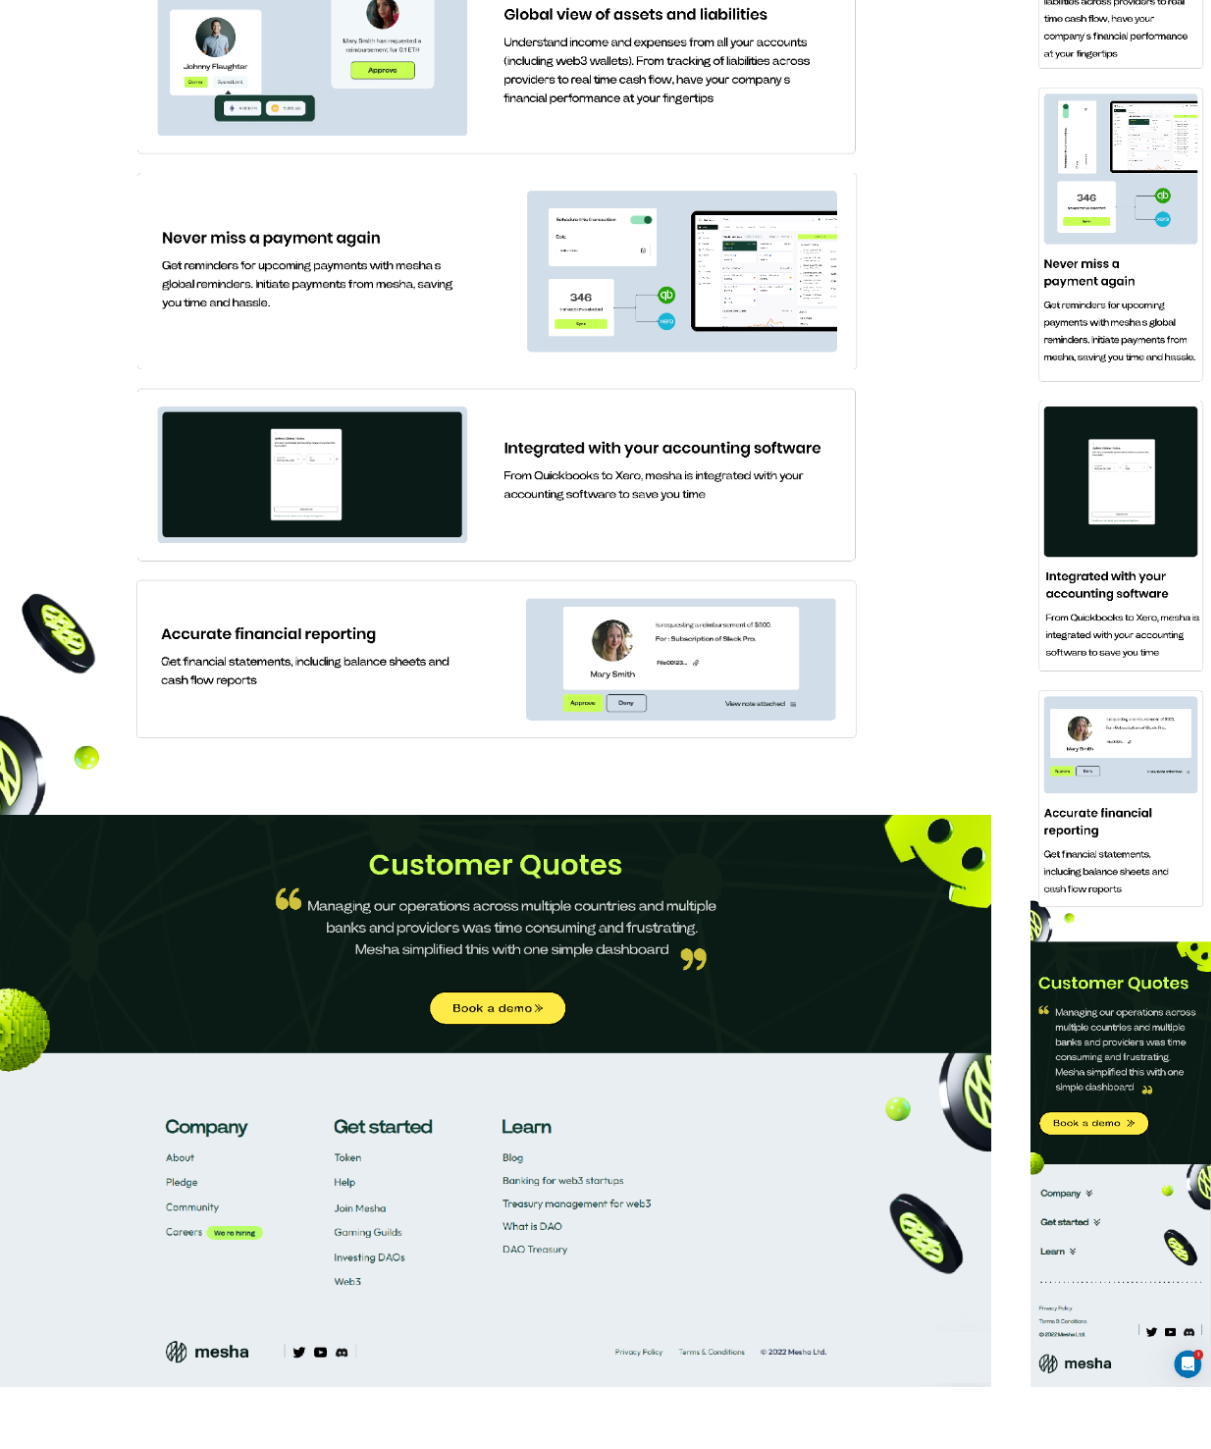 Global view of assets and liabilities
Understand income and expenses from all your accounts
(including web3 wallets). From tracking of liabilities across
providers to real time cash flow, have your company s
financial performance at your fingertips
Johnny Flaughter
Mary Smith has requested a
reimbursement for 0.1 ETH
Approve
Never miss a payment again
Get reminders for upcoming payments with mesha s
global reminders. Initiate payments from mesha, saving
you time and hassle.
Schedule this transaction
Date
346
Sync
qb
xero
Integrated with your accounting software
From Quickbooks to Xero, mesha is integrated with your
accounting software to save you time
Accurate financial reporting
Get financial statements, including balance sheets and
cash flow reports
Is requesting a reimbursement of $800.
For : Subscription of Slack Pro.
File00123...
Mary Smith
Approve
Deny
View note attached
Customer Quotes
“ Managing our operations across multiple countries and multiple
banks and providers was time consuming and frustrating.
Mesha simplified this with one simple dashboard ”
Book a demo
Company
About
Pledge
Community
Careers We're hiring
Get started
Token
Help
Join Mesha
Gaming Guilds
Investing DAOs
Web3
Learn
Blog
Banking for web3 startups
Treasury management for web3
What is DAO
DAO Treasury
mesha
Privacy Policy Terms & Conditions © 2022 Mesha Ltd.
liabilities across providers to real
time cash flow, have your
company s financial performance
at your fingertips
346
qb
xero
Never miss a
payment again
Get reminders for upcoming
payments with mesha s global
reminders. Initiate payments from
mesha, saving you time and hassle.
Integrated with your
accounting software
From Quickbooks to Xero, mesha is
integrated with your accounting
software to save you time
Mary Smith
Accurate financial
reporting
Get financial statements,
including balance sheets and
cash flow reports
Customer Quotes
“ Managing our operations across
multiple countries and multiple
banks and providers was time
consuming and frustrating.
Mesha simplified this with one
simple dashboard ”
Book a demo
Company
Get started
Learn
Privacy Policy
Terms & Conditions
© 2022 Mesha Ltd.
mesha